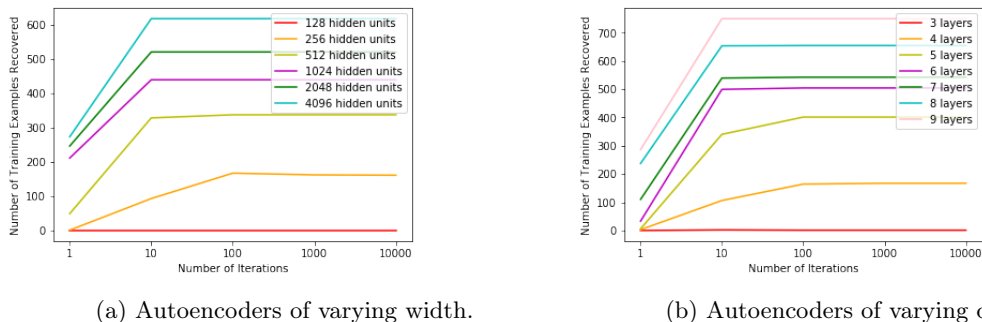 Number of Training Examples Recovered
600
500
400
300
200
100
0
1 10 100 1000 10000
Number of Iterations
128 hidden units
256 hidden units
512 hidden units
1024 hidden units
2048 hidden units
4096 hidden units
(a) Autoencoders of varying width.
Number of Training Examples Recovered
700
600
500
400
300
200
100
0
1 10 100 1000 10000
Number of Iterations
3 layers
4 layers
5 layers
6 layers
7 layers
8 layers
9 layers
(b) Autoencoders of varying